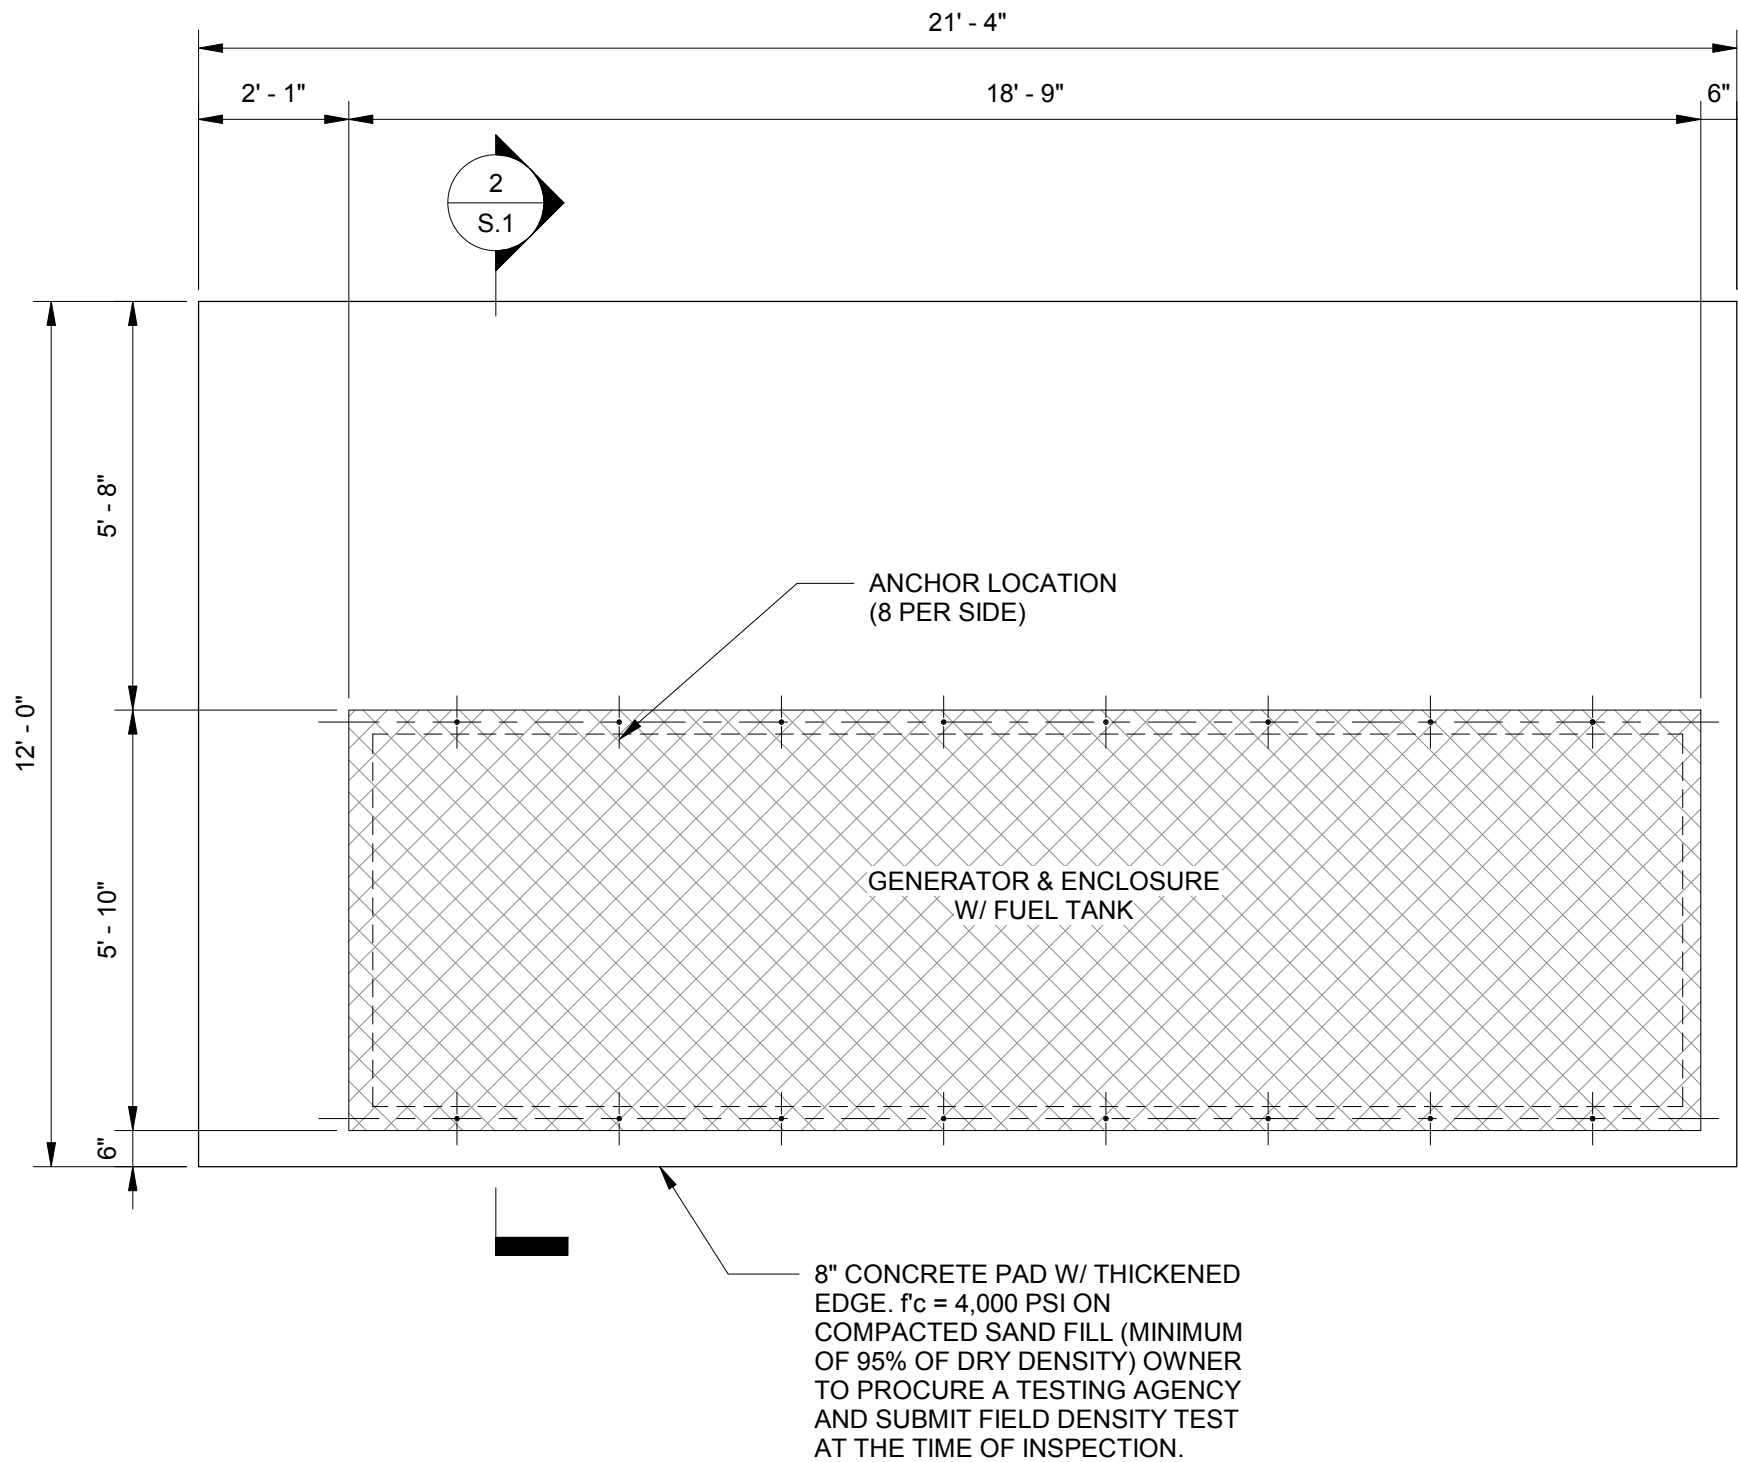 21' - 4"
2' - 1"
18' - 9"
6"
2
S.1
5' - 8"
ANCHOR LOCATION
(8 PER SIDE)
12' - 0"
5' - 10"
GENERATOR & ENCLOSURE
W/ FUEL TANK
6"
8" CONCRETE PAD W/ THICKENED
EDGE. f'c = 4,000 PSI ON
COMPACTED SAND FILL (MINIMUM
OF 95% OF DRY DENSITY) OWNER
TO PROCURE A TESTING AGENCY
AND SUBMIT FIELD DENSITY TEST
AT THE TIME OF INSPECTION.